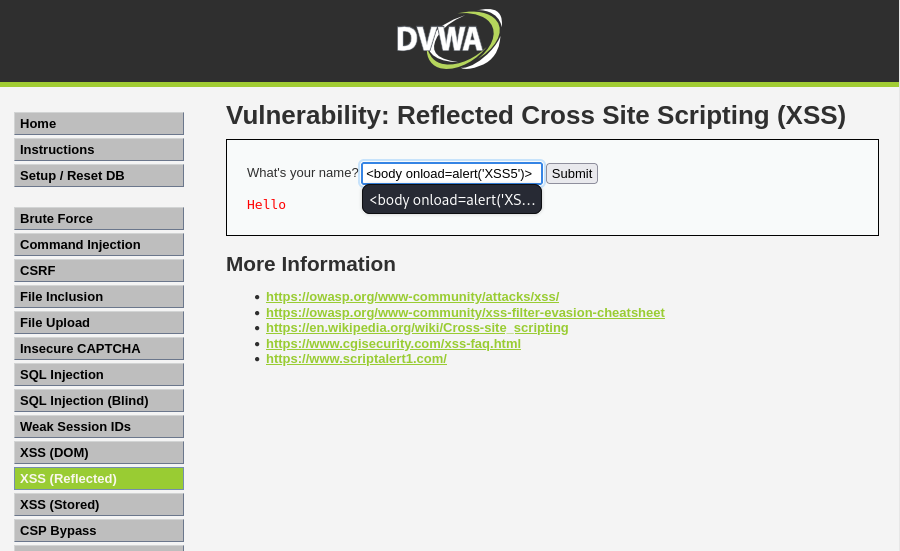 DVWA
Vulnerability: Reflected Cross Site Scripting (XSS)
Home
Instructions
Setup / Reset DB
Brute Force
Command Injection
CSRF
File Inclusion
File Upload
Insecure CAPTCHA
SQL Injection
SQL Injection (Blind)
Weak Session IDs
XSS (DOM)
XSS (Reflected)
XSS (Stored)
CSP Bypass
What's your name? <body onload=alert('XSS5')> Submit
<body onload=alert('XS...
Hello
More Information
https://owasp.org/www-community/attacks/xss/
https://owasp.org/www-community/xss-filter-evasion-cheatsheet
https://en.wikipedia.org/wiki/Cross-site_scripting
https://www.cgisecurity.com/xss-faq.html
https://www.scriptalert1.com/